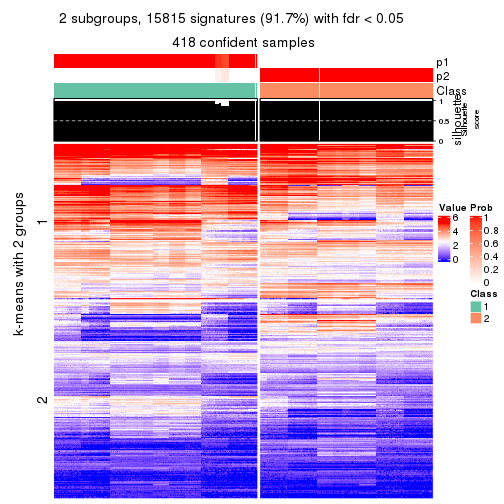 2 subgroups, 15815 signatures (91.7%) with fdr < 0.05
418 confident samples
p1
p2
Class
silhouette
Silhouette
score
1
0.5
0
k-means with 2 groups
1
2
Value
6
4
2
0
Prob
1
0.8
0.6
0.4
0.2
0
Class
1
2